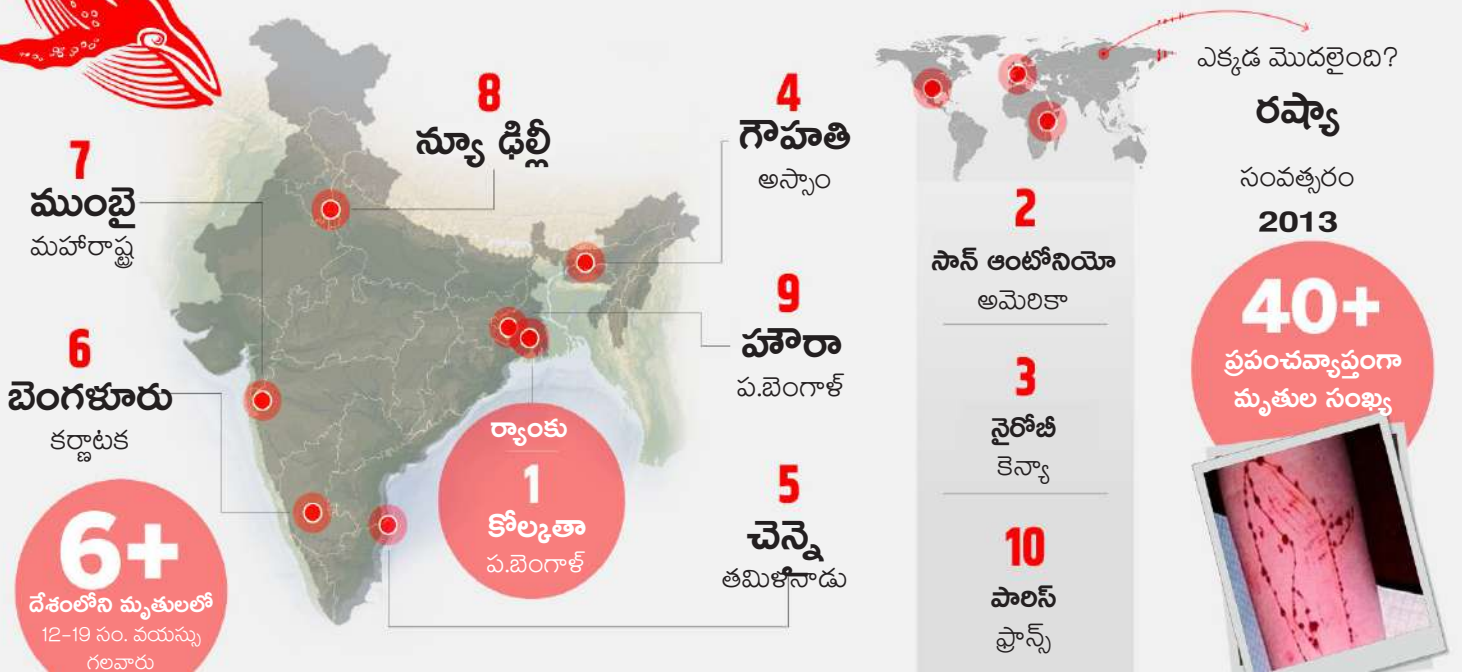 8
న్యూ ఢిల్లీ
7
ముంబై
మహారాష్ట్ర
4
గౌహతి
అస్సాం
6
బెంగళూరు
కర్ణాటక
9
హౌరా
ప.బెంగాళ్
ర్యాంకు
1
కోల్కతా
ప.బెంగాళ్
5
చెన్నై
తమిళనాడు
6+
దేశంలోని మృతులలో
12-19 సం. వయస్సు
గలవారు
2
సాన్ ఆంటోనియో
అమెరికా
3
నైరోబీ
కెన్యా
10
పారిస్
ఫ్రాన్స్
ఎక్కడ మొదలైంది?
రష్యా
సంవత్సరం
2013
40+
ప్రపంచవ్యాప్తంగా
మృతుల సంఖ్య